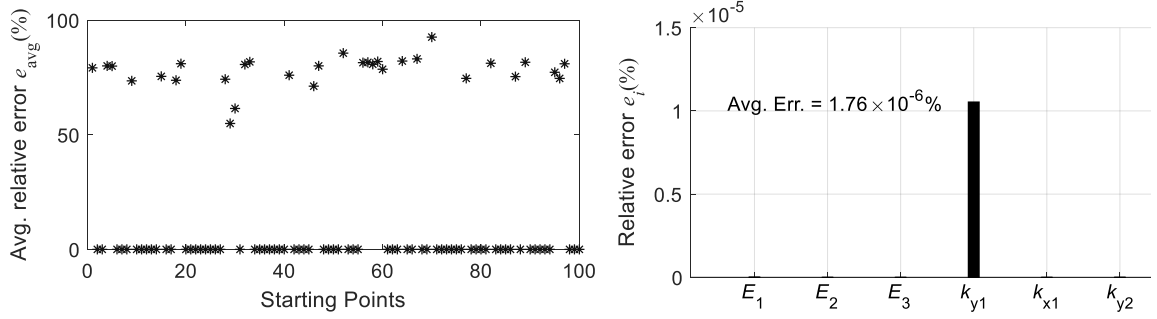 Avg. relative error e_avg(%)
100
50
0
0 20 40 60 80 100
Starting Points
Relative error e_i(%)
×10^-5
1.5
1
0.5
0
Avg. Err. = 1.76×10^-6%
E_1 E_2 E_3 k_y1 k_x1 k_y2